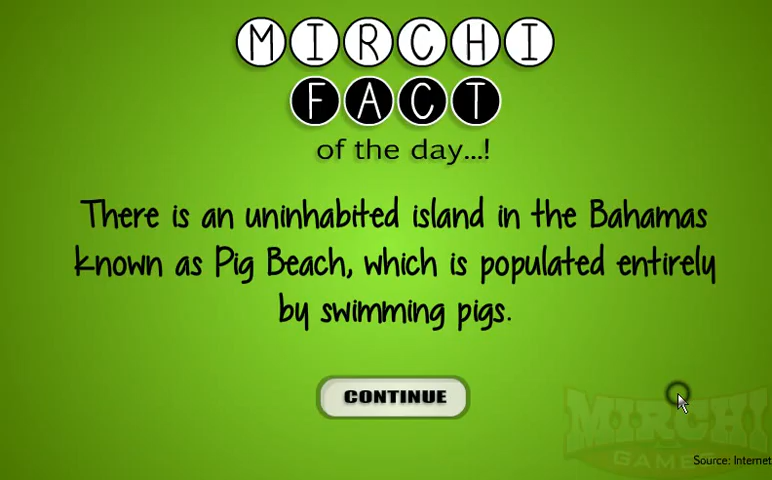 MIRCHI
FACT
of the day...!
There is an uninhabited island in the Bahamas
known as Pig Beach, which is populated entirely
by swimming pigs.
CONTINUE
MIRCHI
GAMES
Source: Internet